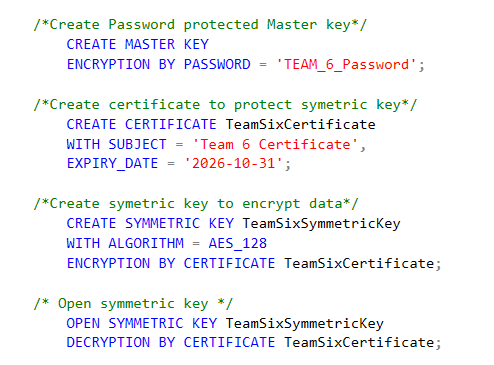 /*Create Password protected Master key*/
CREATE MASTER KEY
ENCRYPTION BY PASSWORD = 'TEAM_6_Password';
/*Create certificate to protect symetric key*/
CREATE CERTIFICATE TeamSixCertificate
WITH SUBJECT = 'Team 6 Certificate',
EXPIRY_DATE = '2026-10-31';
/*Create symetric key to encrypt data*/
CREATE SYMMETRIC KEY TeamSixSymmetricKey
WITH ALGORITHM = AES_128
ENCRYPTION BY CERTIFICATE TeamSixCertificate;
/* Open symmetric key */
OPEN SYMMETRIC KEY TeamSixSymmetricKey
DECRYPTION BY CERTIFICATE TeamSixCertificate;